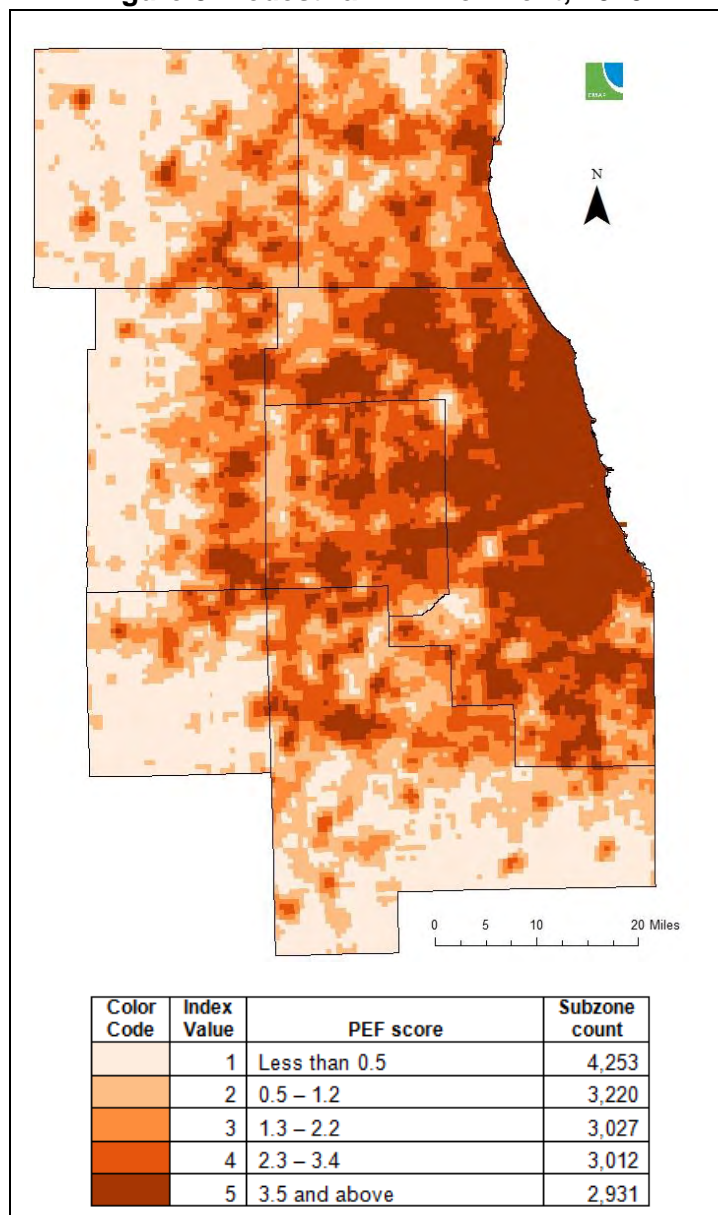 N
0 5 10 20 Miles
Color Code Index Value PEF score Subzone count
1 Less than 0.5 4,253
2 0.5 – 1.2 3,220
3 1.3 – 2.2 3,027
4 2.3 – 3.4 3,012
5 3.5 and above 2,931